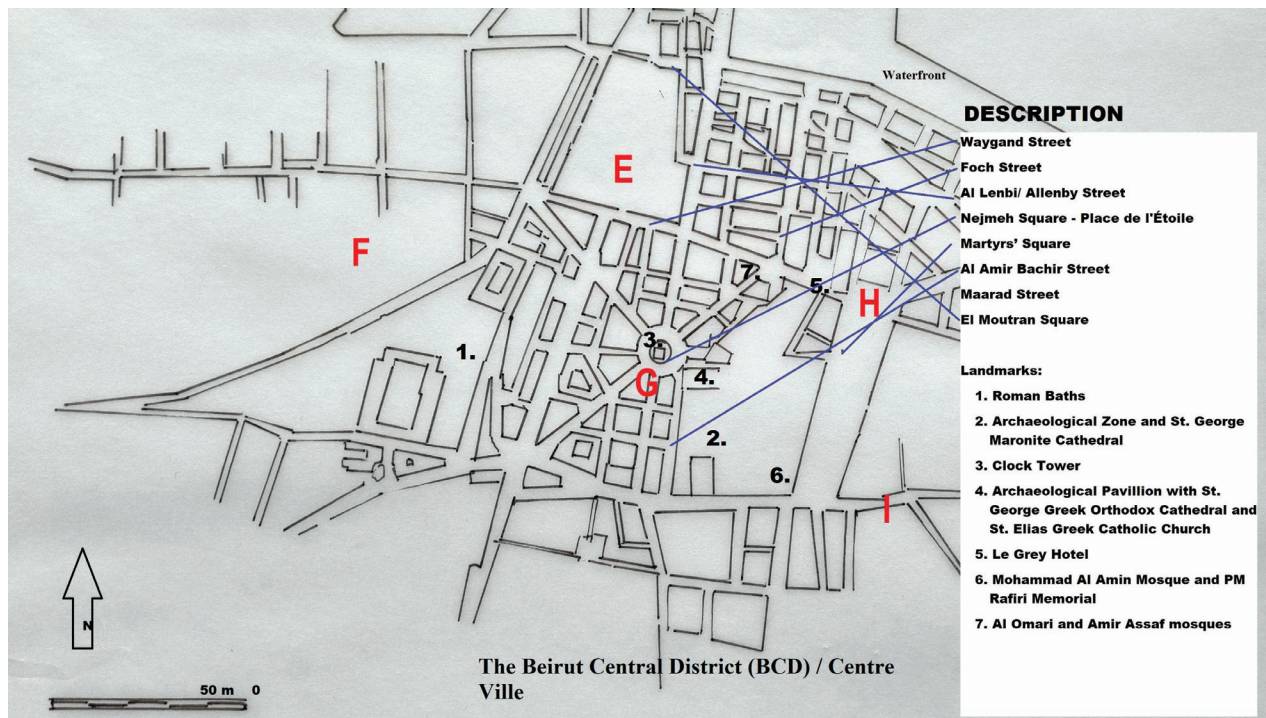 Waterfront
DESCRIPTION
Waygand Street
Foch Street
Al Lenbi/ Allenby Street
Nejmeh Square - Place de l'Étoile
Martyrs' Square
Al Amir Bachir Street
Maarad Street
El Moutran Square
Landmarks:
1. Roman Baths
2. Archaeological Zone and St. George
Maronite Cathedral
3. Clock Tower
4. Archaeological Pavillion with St.
George Greek Orthodox Cathedral and
St. Elias Greek Catholic Church
5. Le Grey Hotel
6. Mohammad Al Amin Mosque and PM
Rafiri Memorial
7. Al Omari and Amir Assaf mosques
E
F
7.
5.
H
3.
1.
G
4.
2.
6.
I
N
50 m 0
The Beirut Central District (BCD) / Centre
Ville